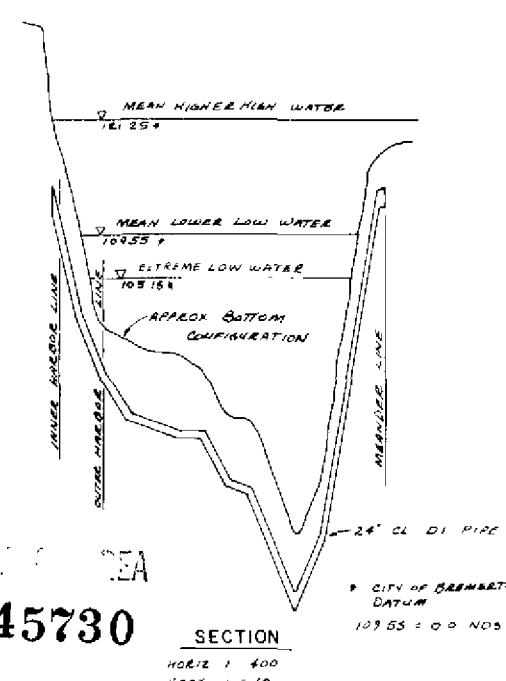 MEAN HIGHER HIGH WATER
121.25*
MEAN LOWER LOW WATER
109.55 *
EXTREME LOW WATER
105.15*
APPROX BOTTOM
CONFIGURATION
INNER HARBOR LINE
OUTER HARBOR LINE
MEANDER LINE
24" CL DI PIPE
* CITY OF BREMERT
DATUM
109.55 = 0.0 NOS
EA
45730
SECTION
HORIZ 1 400